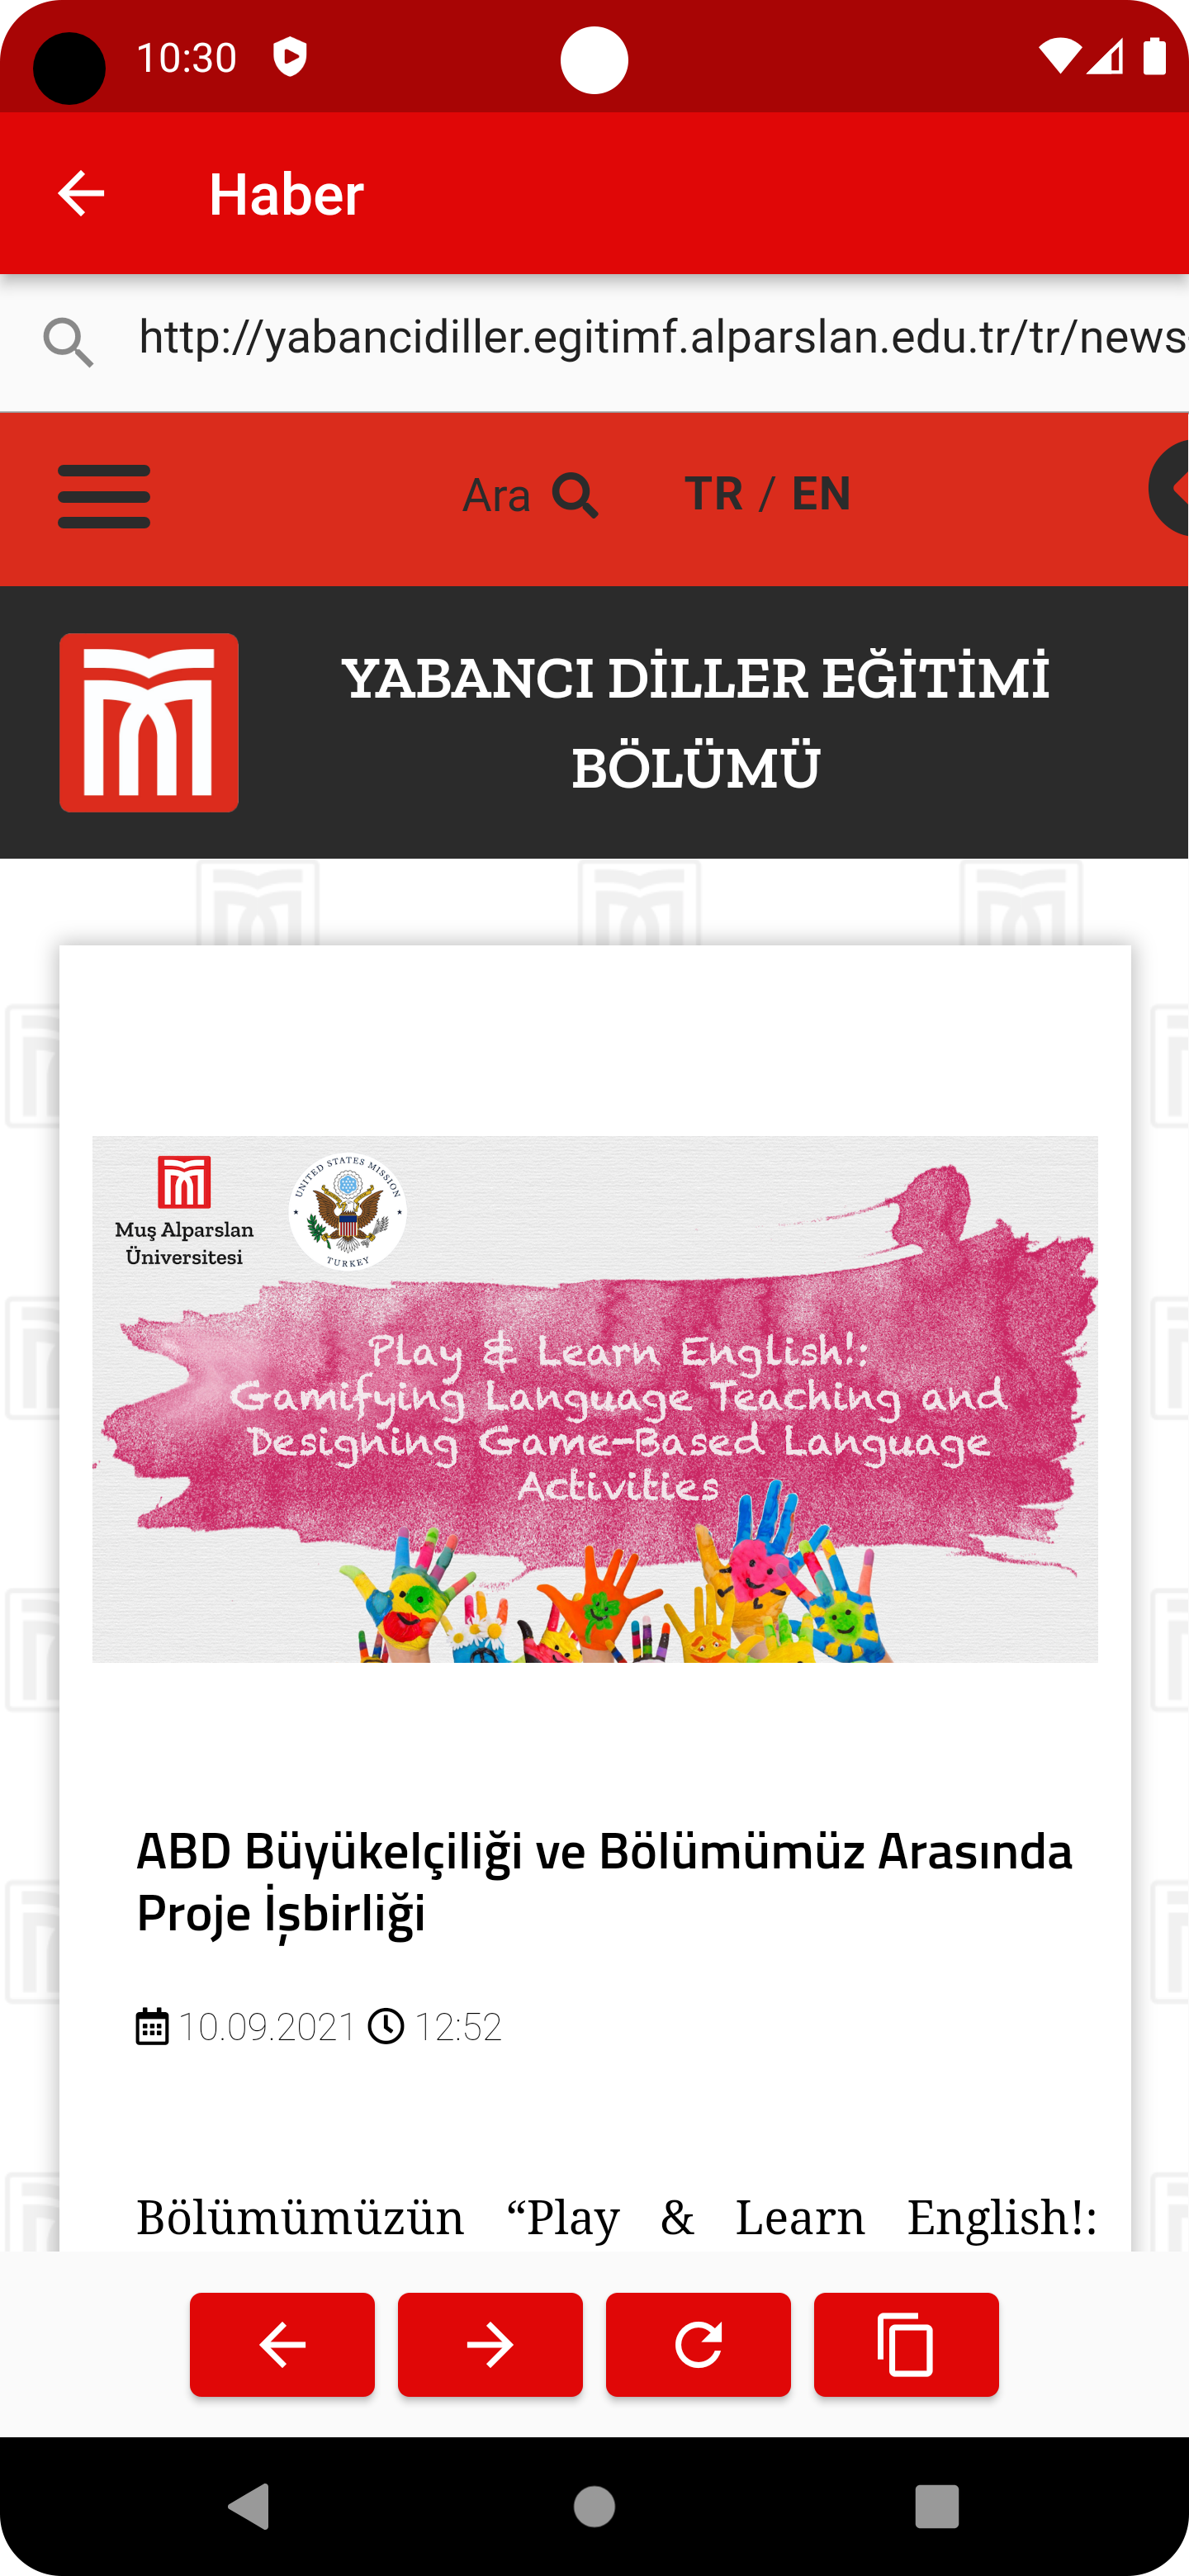 10:30
Haber
http://yabancidiller.egitimf.alparslan.edu.tr/tr/news
Ara
TR / EN
YABANCI DİLLER EĞİTİMİ
BÖLÜMÜ
Muş Alparslan
Üniversitesi
UNITED STATES MISSION
TURKEY
Play & Learn English!:
Gamifying Language Teaching and
Designing Game-Based Language
Activities
ABD Büyükelçiliği ve Bölümümüz Arasında
Proje İşbirliği
10.09.2021 12:52
Bölümümüzün “Play & Learn English!: